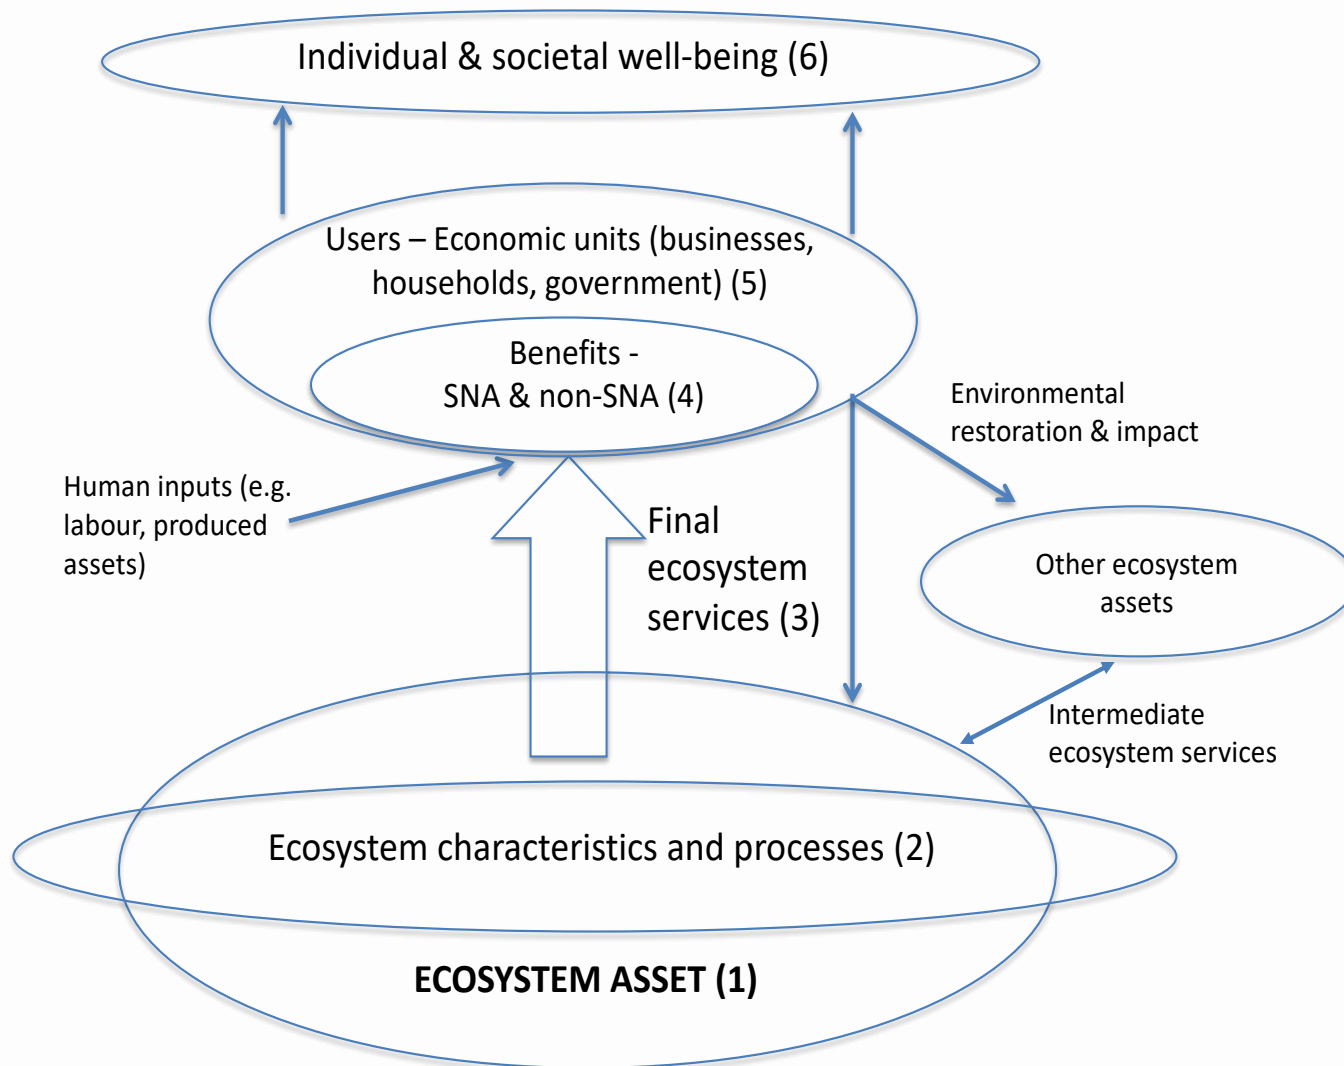 Individual & societal well-being (6)
Users – Economic units (businesses,
households, government) (5)
Benefits -
SNA & non-SNA (4)
Environmental
restoration & impact
Human inputs (e.g.
labour, produced
assets)
Final
ecosystem
services (3)
Other ecosystem
assets
Intermediate
ecosystem services
Ecosystem characteristics and processes (2)
ECOSYSTEM ASSET (1)